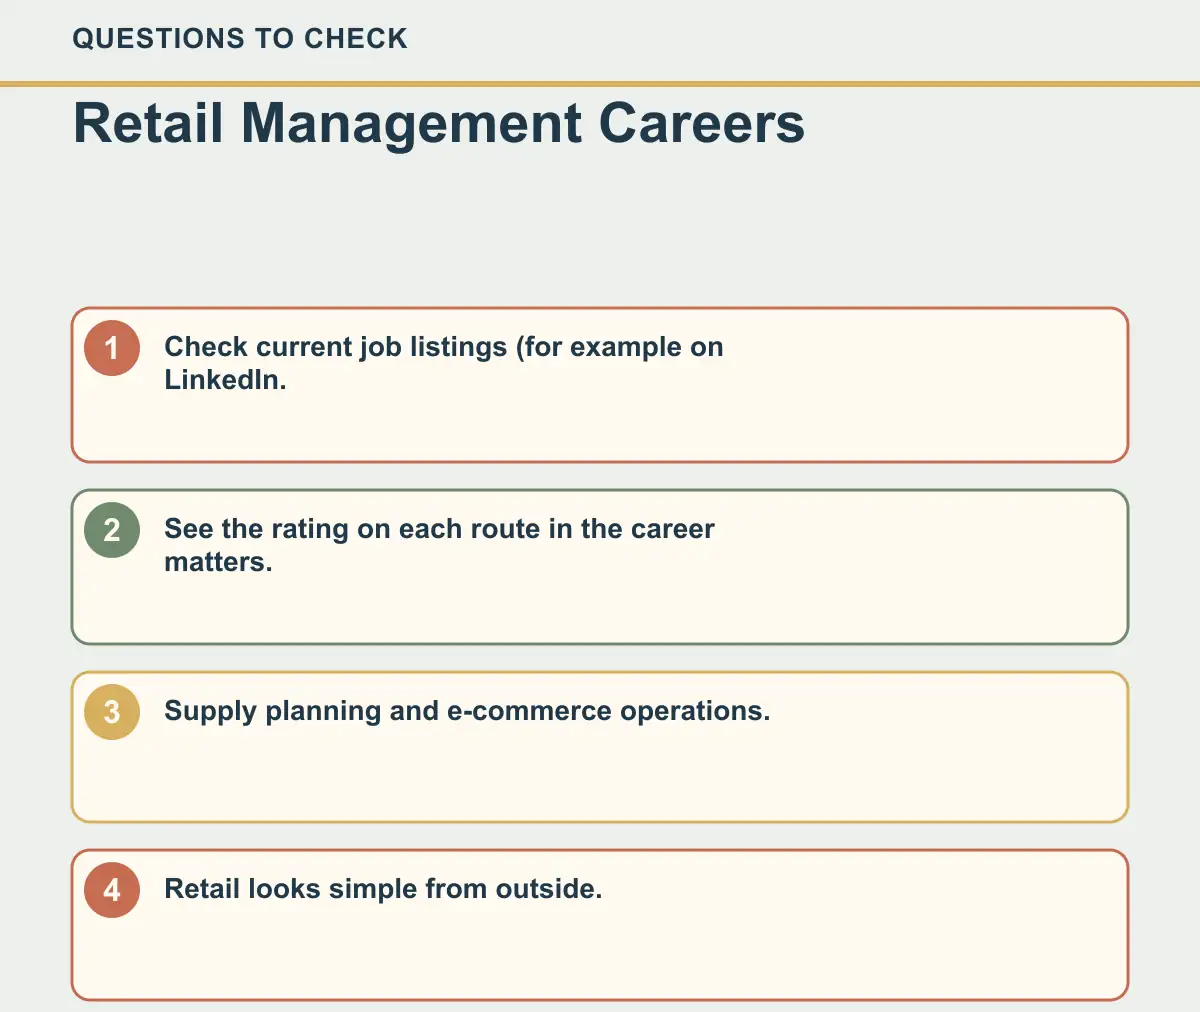 QUESTIONS TO CHECK
Retail Management Careers
1
Check current job listings (for example on
LinkedIn.
2
See the rating on each route in the career
matters.
3
Supply planning and e-commerce operations.
4
Retail looks simple from outside.